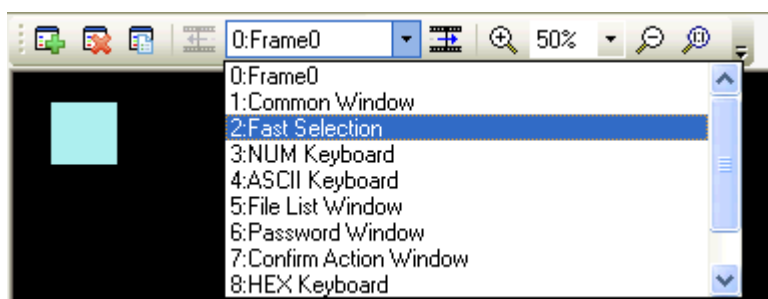 0:Frame0 50%
0:Frame0
1:Common Window
2:Fast Selection
3:NUM Keyboard
4:ASCII Keyboard
5:File List Window
6:Password Window
7:Confirm Action Window
8:HEX Keyboard